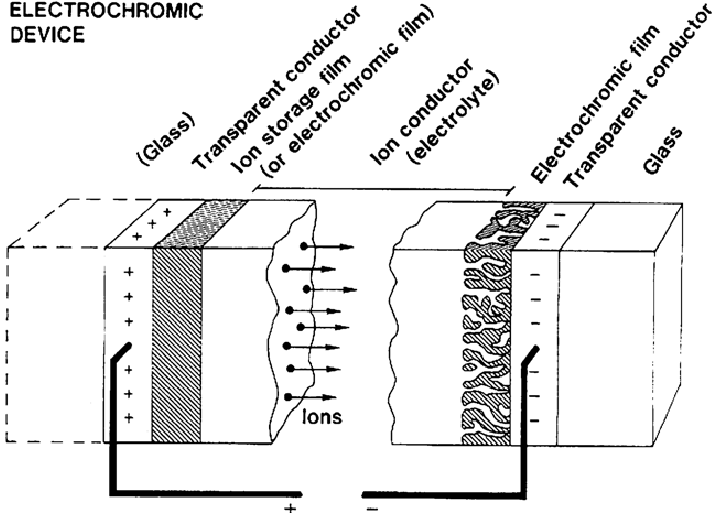 ELECTROCHROMIC
DEVICE
(Glass)
Transparent conductor
Ion storage film
(or electrochromic film)
Ion conductor
(electrolyte)
Electrochromic film
Transparent conductor
Glass
+ + +
– – –
+
+
+
+
+
+
–
–
–
–
–
–
Ions
+ –